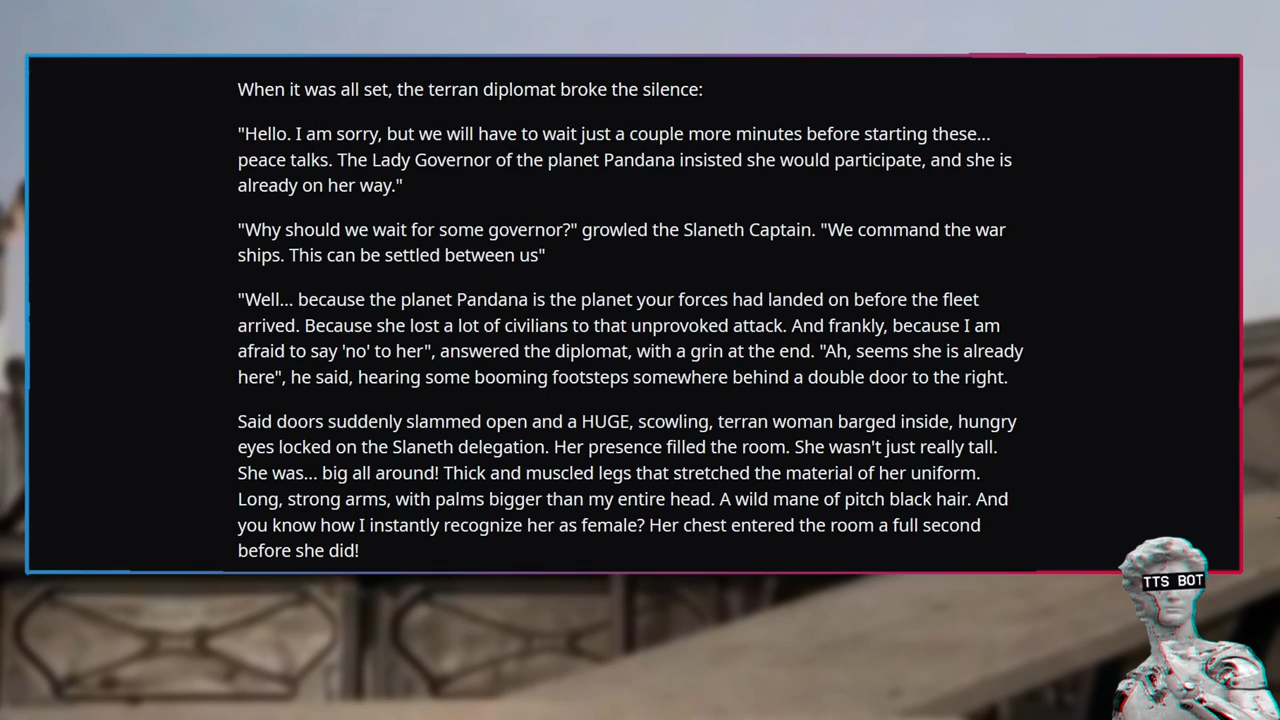 When it was all set, the terran diplomat broke the silence:
"Hello. I am sorry, but we will have to wait just a couple more minutes before starting these...
peace talks. The Lady Governor of the planet Pandana insisted she would participate, and she is
already on her way."
"Why should we wait for some governor?" growled the Slaneth Captain. "We command the war
ships. This can be settled between us"
"Well... because the planet Pandana is the planet your forces had landed on before the fleet
arrived. Because she lost a lot of civilians to that unprovoked attack. And frankly, because I am
afraid to say 'no' to her", answered the diplomat, with a grin at the end. "Ah, seems she is already
here", he said, hearing some booming footsteps somewhere behind a double door to the right.
Said doors suddenly slammed open and a HUGE, scowling, terran woman barged inside, hungry
eyes locked on the Slaneth delegation. Her presence filled the room. She wasn't just really tall.
She was... big all around! Thick and muscled legs that stretched the material of her uniform.
Long, strong arms, with palms bigger than my entire head. A wild mane of pitch black hair. And
you know how I instantly recognize her as female? Her chest entered the room a full second
before she did!
TTS BOT